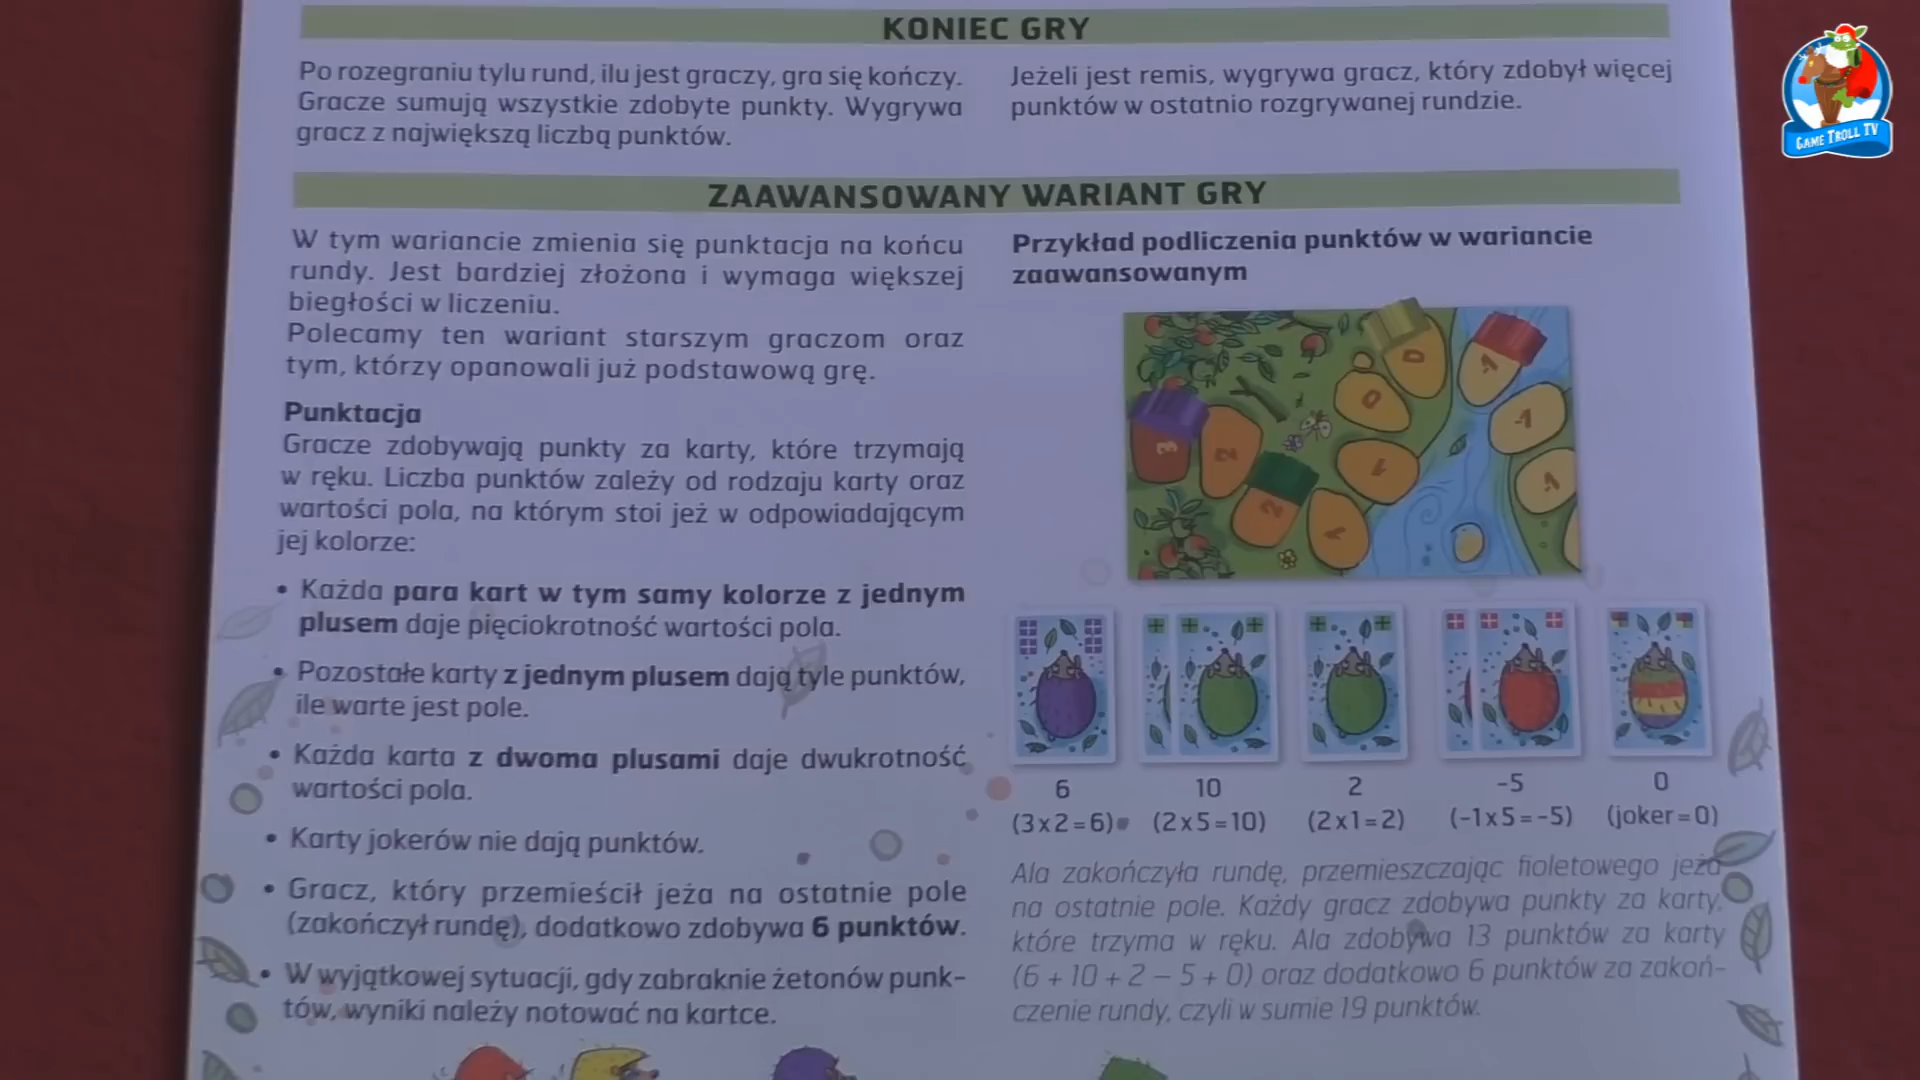 KONIEC GRY
Po rozegraniu tylu rund, ilu jest graczy, gra się kończy.
Gracze sumują wszystkie zdobyte punkty. Wygrywa
gracz z największą liczbą punktów.
Jeżeli jest remis, wygrywa gracz, który zdobył więcej
punktów w ostatnio rozgrywanej rundzie.
ZAAWANSOWANY WARIANT GRY
W tym wariancie zmienia się punktacja na końcu
rundy. Jest bardziej złożona i wymaga większej
biegłości w liczeniu.
Polecamy ten wariant starszym graczom oraz
tym, którzy opanowali już podstawową grę.
Punktacja
Gracze zdobywają punkty za karty, które trzymają
w ręku. Liczba punktów zależy od rodzaju karty oraz
wartości pola, na którym stoi jeż w odpowiadającym
jej kolorze:
• Każda para kart w tym samy kolorze z jednym
plusem daje pięciokrotność wartości pola.
• Pozostałe karty z jednym plusem dają tyle punktów,
ile warte jest pole.
• Każda karta z dwoma plusami daje dwukrotność
wartości pola.
• Karty jokerów nie dają punktów.
• Gracz, który przemieścił jeża na ostatnie pole
(zakończył rundę), dodatkowo zdobywa 6 punktów.
• W wyjątkowej sytuacji, gdy zabraknie żetonów punk-
tów, wyniki należy notować na kartce.
Przykład podliczenia punktów w wariancie
zaawansowanym
0 -1
0 -1
3 2 1 -1
2 1
6 10 2 -5 0
(3x2=6) (2x5=10) (2x1=2) (-1x5=-5) (joker=0)
Ala zakończyła rundę, przemieszczając fioletowego jeża
na ostatnie pole. Każdy gracz zdobywa punkty za karty,
które trzyma w ręku. Ala zdobywa 13 punktów za karty
(6 + 10 + 2 – 5 + 0) oraz dodatkowo 6 punktów za zakoń-
czenie rundy, czyli w sumie 19 punktów.
GAME TROLL TV